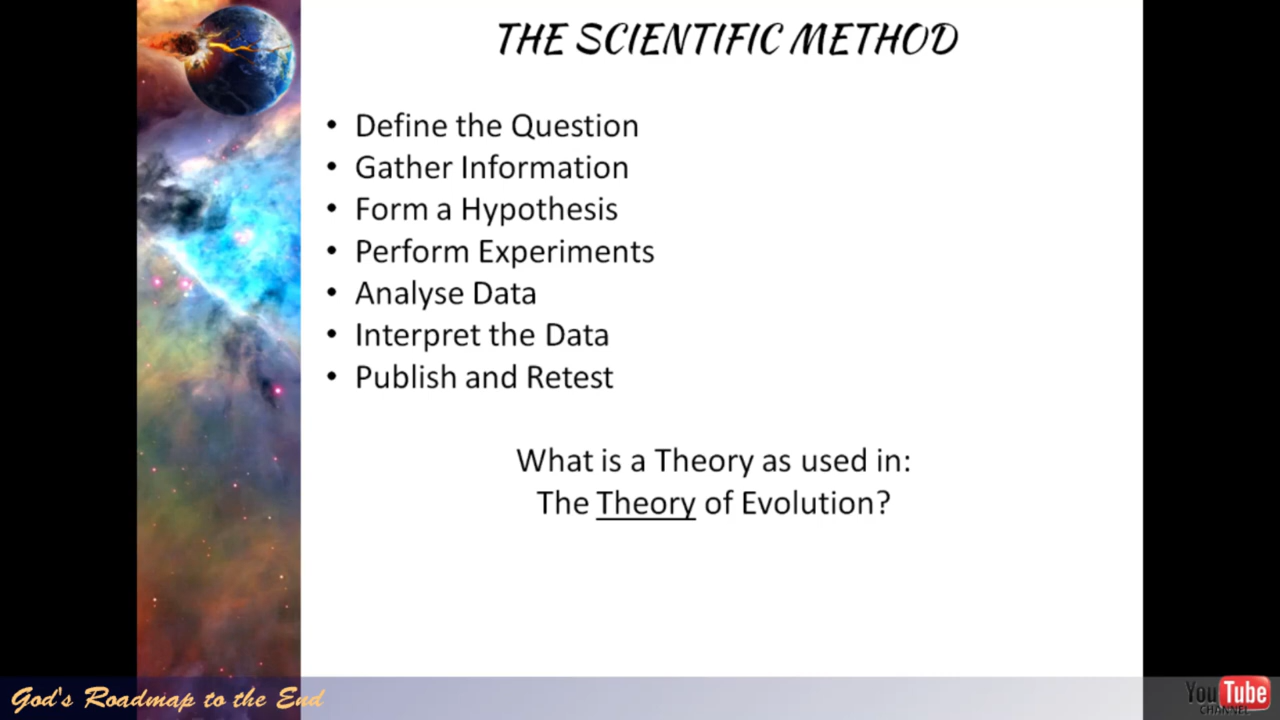 THE SCIENTIFIC METHOD
• Define the Question
• Gather Information
• Form a Hypothesis
• Perform Experiments
• Analyse Data
• Interpret the Data
• Publish and Retest
What is a Theory as used in:
The Theory of Evolution?
God's Roadmap to the End
YouTube
CHANNEL